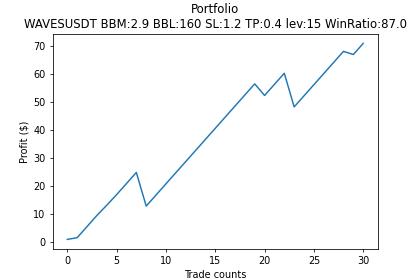 Portfolio
WAVESUSDT BBM:2.9 BBL:160 SL:1.2 TP:0.4 lev:15 WinRatio:87.0
70
60
50
40
30
20
10
0
Profit ($)
0 5 10 15 20 25 30
Trade counts